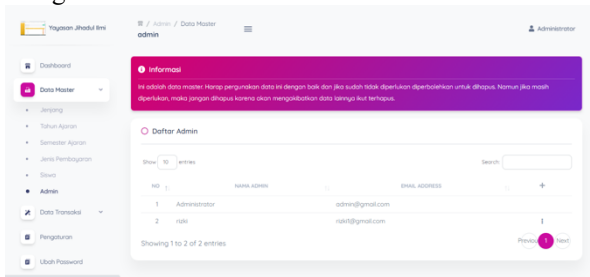 Yayasan Jihadul Ilmi
/ Admin / Data Master
admin
Administrator
Dashboard
Data Master
Jenjang
Tahun Ajaran
Semester Ajaran
Jenis Pembayaran
Siswa
Admin
Data Transaksi
Pengaturan
Ubah Password
Informasi
Ini adalah data master. Harap pergunakan data ini dengan baik dan jika sudah tidak diperlukan diperbolehkan untuk dihapus. Namun jika masih
diperlukan, maka jangan dihapus karena akan mengakibatkan data lainnya ikut terhapus.
Daftar Admin
Show 10 entries
Search:
NO NAMA ADMIN EMAIL ADDRESS +
1 Administrator admin@gmail.com
2 rizki rizki1@gmail.com
Showing 1 to 2 of 2 entries
Previou 1 Next